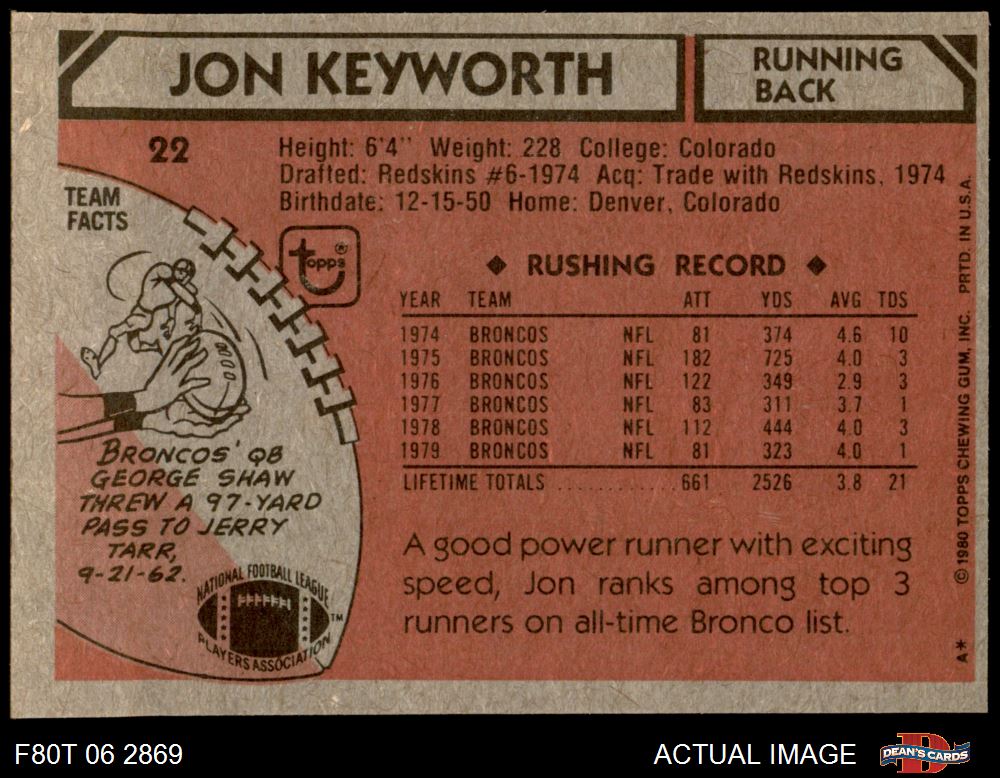 JON KEYWORTH
RUNNING
BACK
22
Height: 6'4" Weight: 228 College: Colorado
Drafted: Redskins #6-1974 Acq: Trade with Redskins, 1974
Birthdate: 12-15-50 Home: Denver, Colorado
TEAM
FACTS
topps®
BRONCOS' QB
GEORGE SHAW
THREW A 97-YARD
PASS TO JERRY
TARR,
9-21-62.
NATIONAL FOOTBALL LEAGUE
PLAYERS ASSOCIATION
TM
◆ RUSHING RECORD ◆
YEAR TEAM ATT YDS AVG TDS
1974 BRONCOS NFL 81 374 4.6 10
1975 BRONCOS NFL 182 725 4.0 3
1976 BRONCOS NFL 122 349 2.9 3
1977 BRONCOS NFL 83 311 3.7 1
1978 BRONCOS NFL 112 444 4.0 3
1979 BRONCOS NFL 81 323 4.0 1
LIFETIME TOTALS ............ 661 2526 3.8 21
A good power runner with exciting
speed, Jon ranks among top 3
runners on all-time Bronco list.
A* ©1980 TOPPS CHEWING GUM, INC. PRTD. IN U.S.A.
F80T 06 2869
ACTUAL IMAGE
D
DEAN'S CARDS